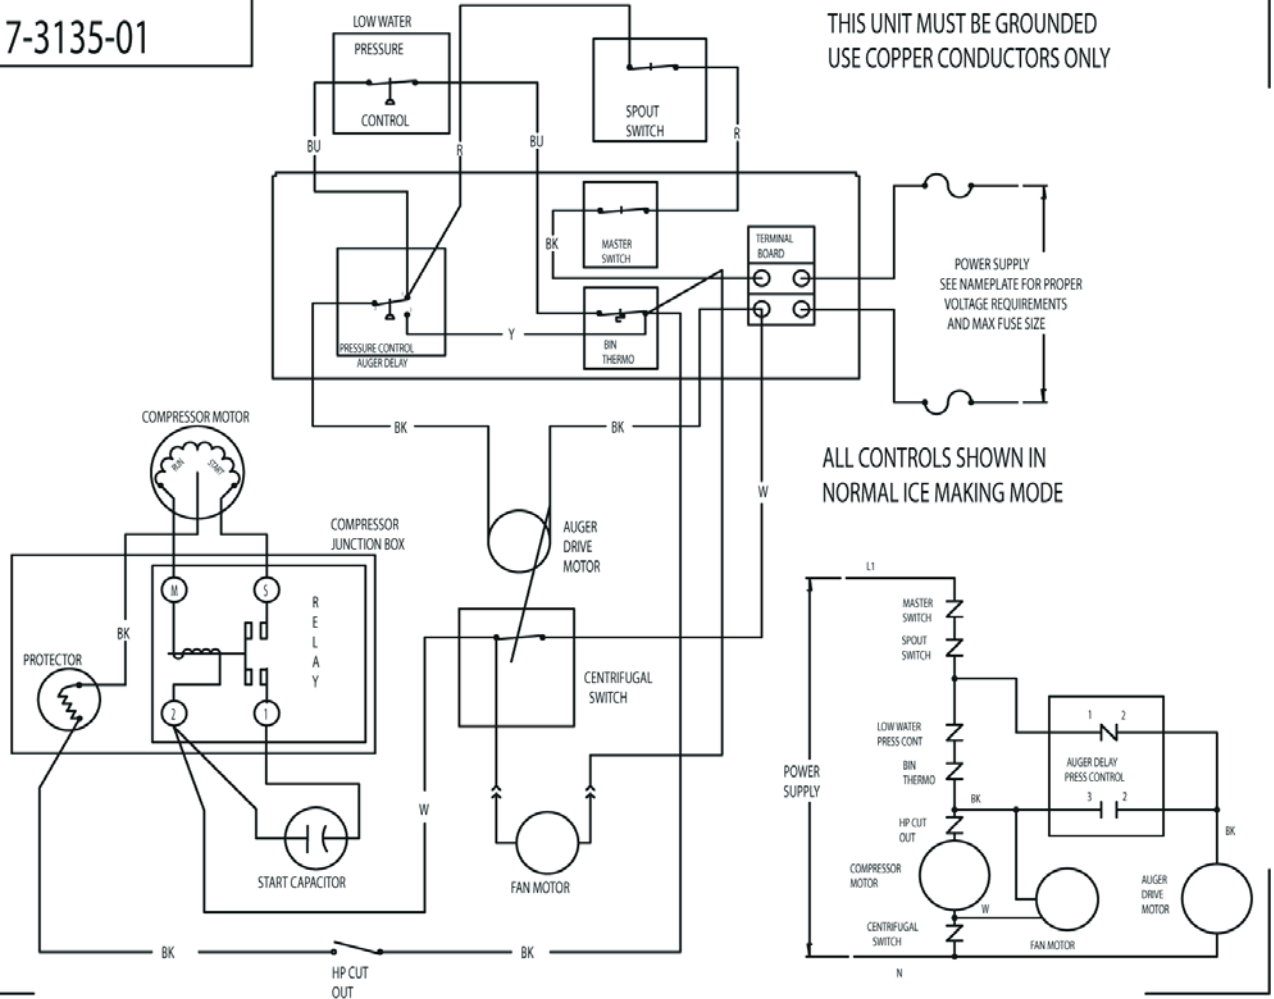 7-3135-01
LOW WATER
PRESSURE
CONTROL
THIS UNIT MUST BE GROUNDED
USE COPPER CONDUCTORS ONLY
SPOUT
SWITCH
BU
R
BU
R
BK
MASTER
SWITCH
TERMINAL
BOARD
POWER SUPPLY
SEE NAMEPLATE FOR PROPER
VOLTAGE REQUIREMENTS
AND MAX FUSE SIZE
Y
PRESSURE CONTROL
AUGER DELAY
BIN
THERMO
COMPRESSOR MOTOR
RUN
START
BK
BK
ALL CONTROLS SHOWN IN
NORMAL ICE MAKING MODE
W
COMPRESSOR
JUNCTION BOX
AUGER
DRIVE
MOTOR
M
S
RELAY
BK
PROTECTOR
2
1
CENTRIFUGAL
SWITCH
W
START CAPACITOR
FAN MOTOR
BK
HP CUT
OUT
BK
L1
MASTER
SWITCH
SPOUT
SWITCH
LOW WATER
PRESS CONT
BIN
THERMO
1
2
AUGER DELAY
PRESS CONTROL
3
2
POWER
SUPPLY
BK
HP CUT
OUT
BK
COMPRESSOR
MOTOR
AUGER
DRIVE
MOTOR
W
CENTRIFUGAL
SWITCH
FAN MOTOR
N